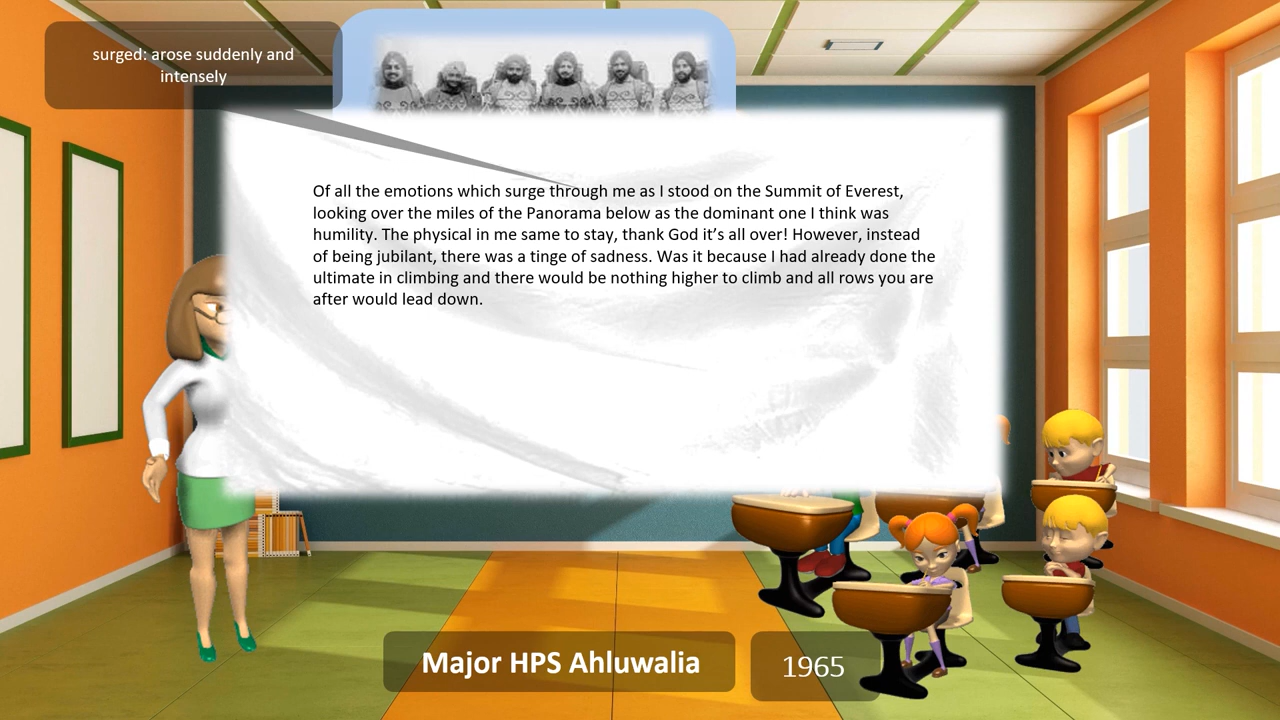 surged: arose suddenly and
intensely
Of all the emotions which surge through me as I stood on the Summit of Everest,
looking over the miles of the Panorama below as the dominant one I think was
humility. The physical in me same to stay, thank God it’s all over! However, instead
of being jubilant, there was a tinge of sadness. Was it because I had already done the
ultimate in climbing and there would be nothing higher to climb and all rows you are
after would lead down.
Major HPS Ahluwalia
1965